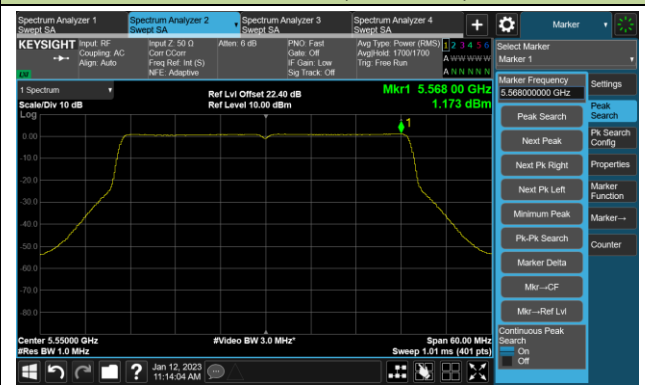 Spectrum Analyzer 1
Swept SA
Spectrum Analyzer 2
Swept SA
Spectrum Analyzer 3
Swept SA
Spectrum Analyzer 4
Swept SA
+
Marker
KEYSIGHT
Input: RF
Coupling: AC
Align: Auto
Input Z: 50 Ω
Corr CCorr
Freq Ref: Int (S)
NFE: Adaptive
Atten: 6 dB
PNO: Fast
Gate: Off
IF Gain: Low
Sig Track: Off
Avg Type: Power (RMS)
Avg|Hold: 1700/1700
Trig: Free Run
1 2 3 4 5 6
A W W W W W
A N N N N N
Select Marker
Marker 1
Marker Frequency
5.568000000 GHz
Settings
Peak Search
Peak
Search
Next Peak
Pk Search
Config
Next Pk Right
Properties
Next Pk Left
Marker
Function
Minimum Peak
Marker→
Pk-Pk Search
Counter
Marker Delta
Mkr→CF
Mkr→Ref Lvl
Continuous Peak
Search
On
Off
1 Spectrum
Scale/Div 10 dB
Log
Ref Lvl Offset 22.40 dB
Ref Level 10.00 dBm
Mkr1 5.568 00 GHz
1.173 dBm
1
0.00
-10.0
-20.0
-30.0
-40.0
-50.0
-60.0
-80.0
Center 5.55000 GHz
#Res BW 1.0 MHz
#Video BW 3.0 MHz*
Span 60.00 MHz
Sweep 1.01 ms (401 pts)
?
Jan 12, 2023
11:14:04 AM